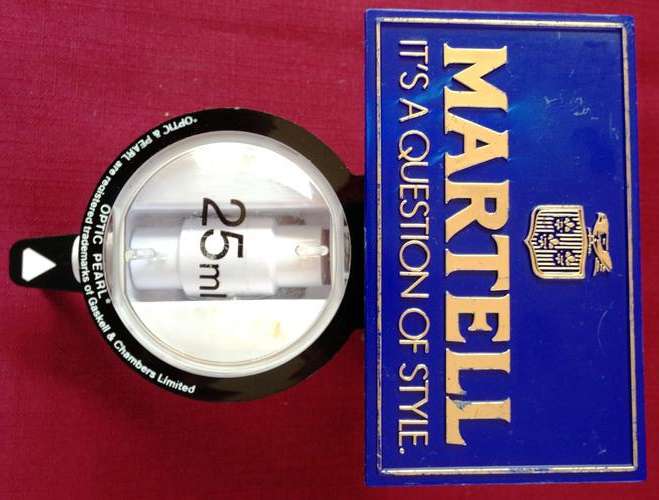 MARTELL
IT'S A QUESTION OF STYLE.
25ml
OPTIC PEARL*
*OPTIC & PEARL are registered trademarks of Gaskell & Chambers Limited